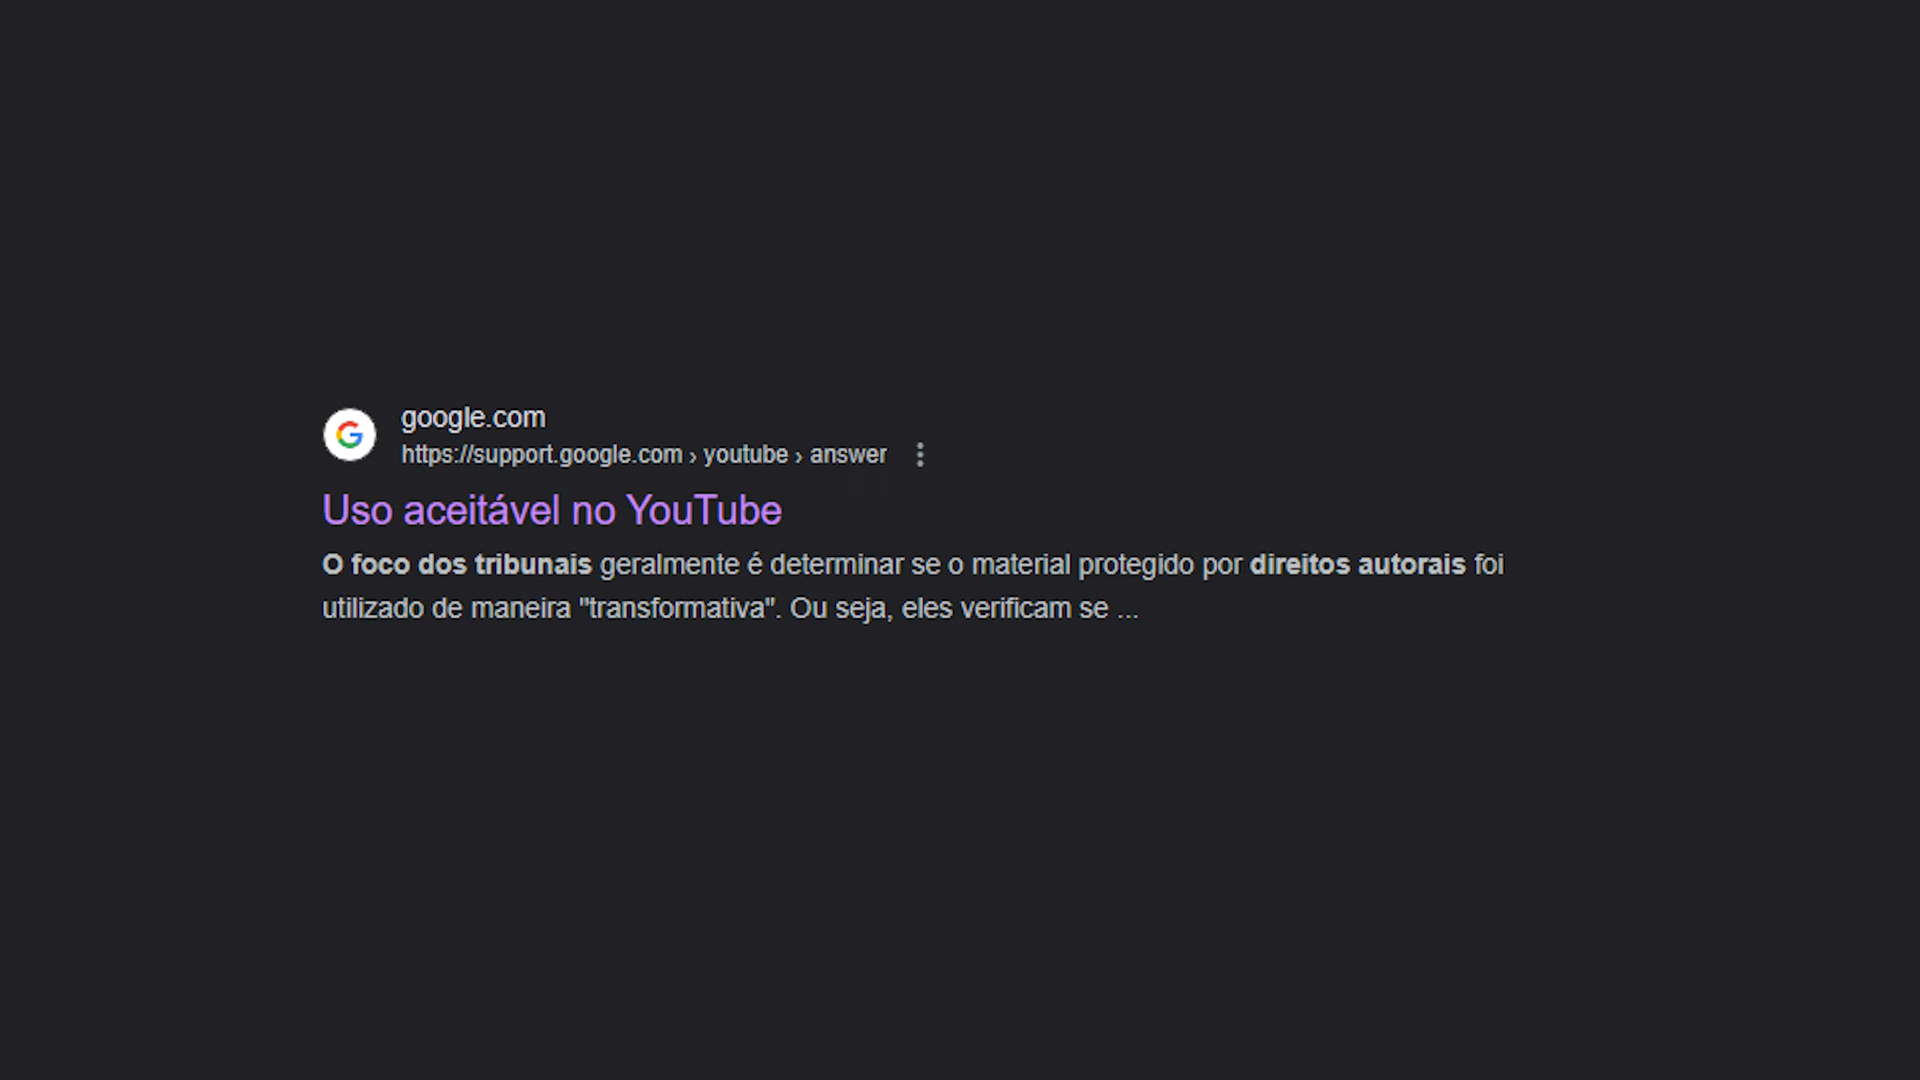 google.com
https://support.google.com › youtube › answer
Uso aceitável no YouTube
O foco dos tribunais geralmente é determinar se o material protegido por direitos autorais foi
utilizado de maneira "transformativa". Ou seja, eles verificam se ...